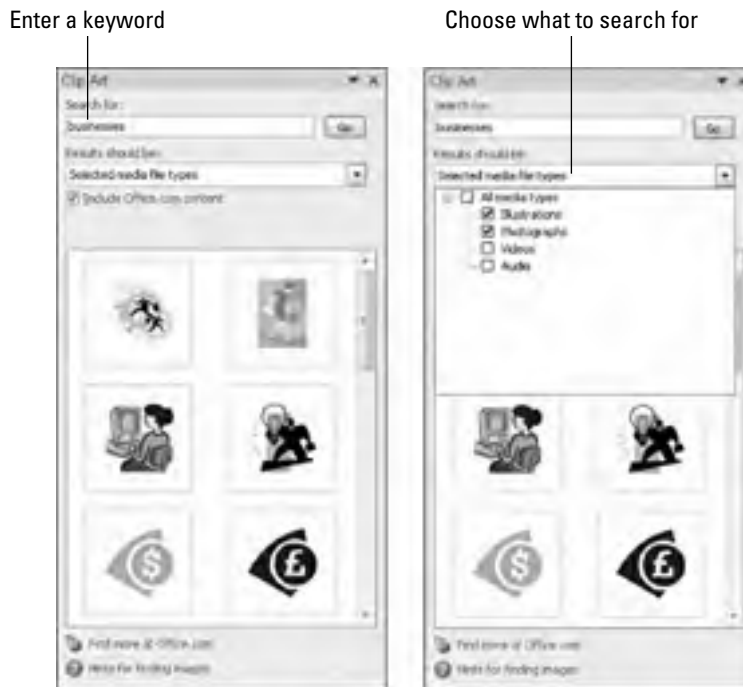 Enter a keyword
Choose what to search for
Clip Art
Search for:
businesses
Go
Results should be:
Selected media file types
Include Office.com content
Find more at Office.com
Hints for finding images
Clip Art
Search for:
businesses
Go
Results should be:
Selected media file types
All media types
Illustrations
Photographs
Videos
Audio
$
£
$
£
Find more at Office.com
Hints for finding images